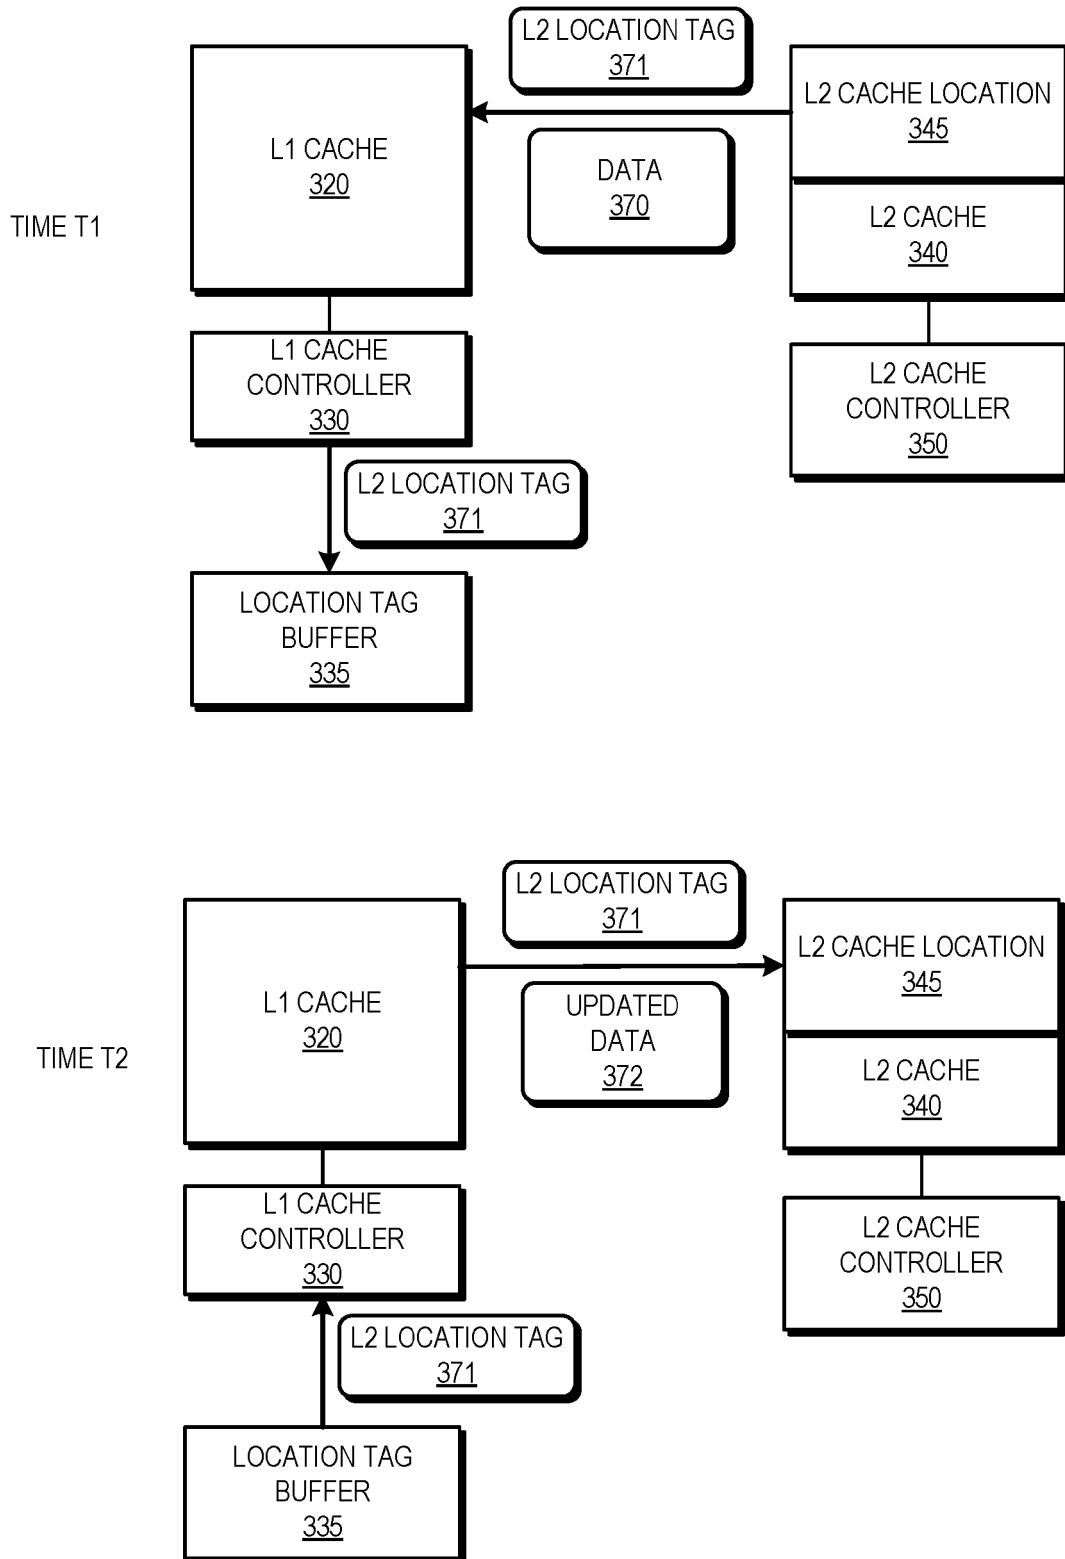 L2 LOCATION TAG
371
L2 CACHE LOCATION
345
L1 CACHE
320
DATA
370
L2 CACHE
340
TIME T1
L1 CACHE
CONTROLLER
330
L2 CACHE
CONTROLLER
350
L2 LOCATION TAG
371
LOCATION TAG
BUFFER
335
L2 LOCATION TAG
371
L2 CACHE LOCATION
345
L1 CACHE
320
UPDATED
DATA
372
L2 CACHE
340
TIME T2
L1 CACHE
CONTROLLER
330
L2 CACHE
CONTROLLER
350
L2 LOCATION TAG
371
LOCATION TAG
BUFFER
335